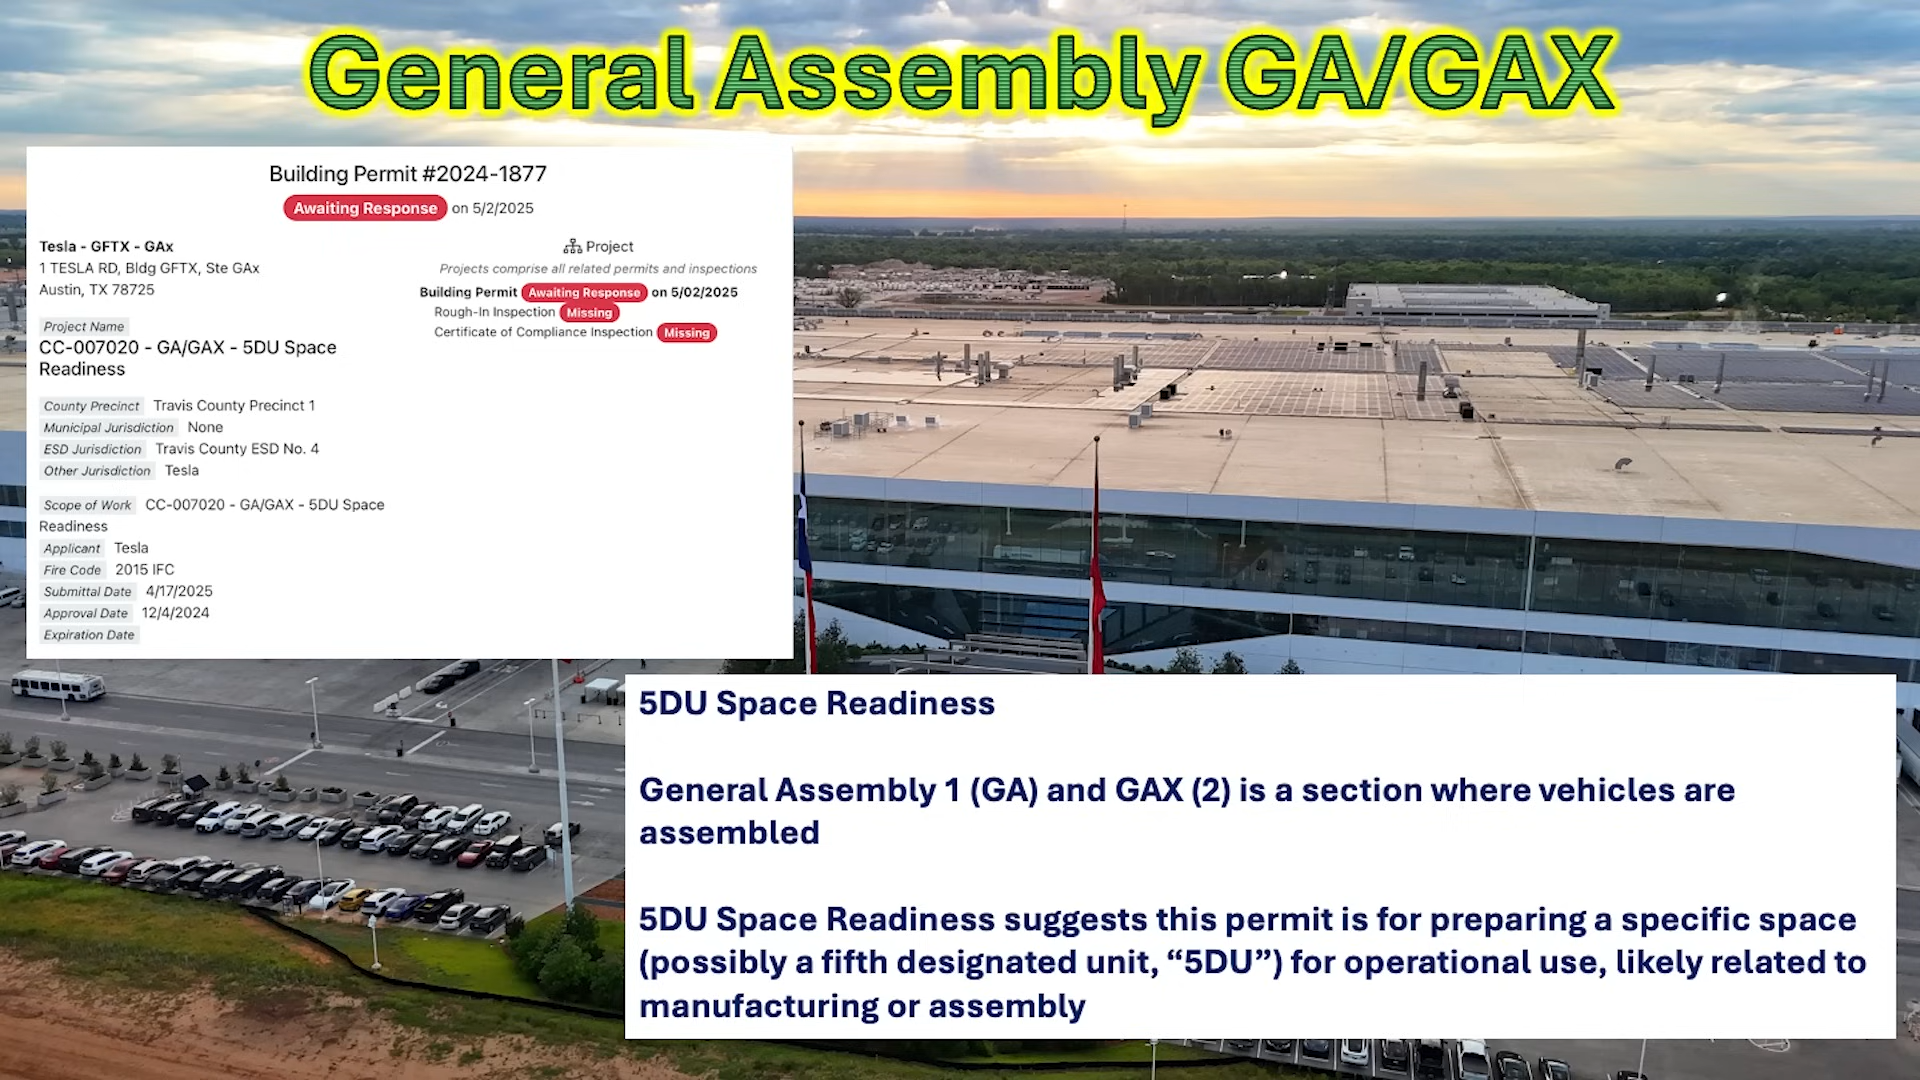 General Assembly GA/GAX
Building Permit #2024-1877
Awaiting Response on 5/2/2025
Tesla - GFTX - GAx
1 TESLA RD, Bldg GFTX, Ste GAx
Austin, TX 78725
Project Name
CC-007020 - GA/GAX - 5DU Space
Readiness
County Precinct Travis County Precinct 1
Municipal Jurisdiction None
ESD Jurisdiction Travis County ESD No. 4
Other Jurisdiction Tesla
Scope of Work CC-007020 - GA/GAX - 5DU Space
Readiness
Applicant Tesla
Fire Code 2015 IFC
Submittal Date 4/17/2025
Approval Date 12/4/2024
Expiration Date
Project
Projects comprise all related permits and inspections
Building Permit Awaiting Response on 5/02/2025
Rough-In Inspection Missing
Certificate of Compliance Inspection Missing
5DU Space Readiness
General Assembly 1 (GA) and GAX (2) is a section where vehicles are
assembled
5DU Space Readiness suggests this permit is for preparing a specific space
(possibly a fifth designated unit, “5DU”) for operational use, likely related to
manufacturing or assembly